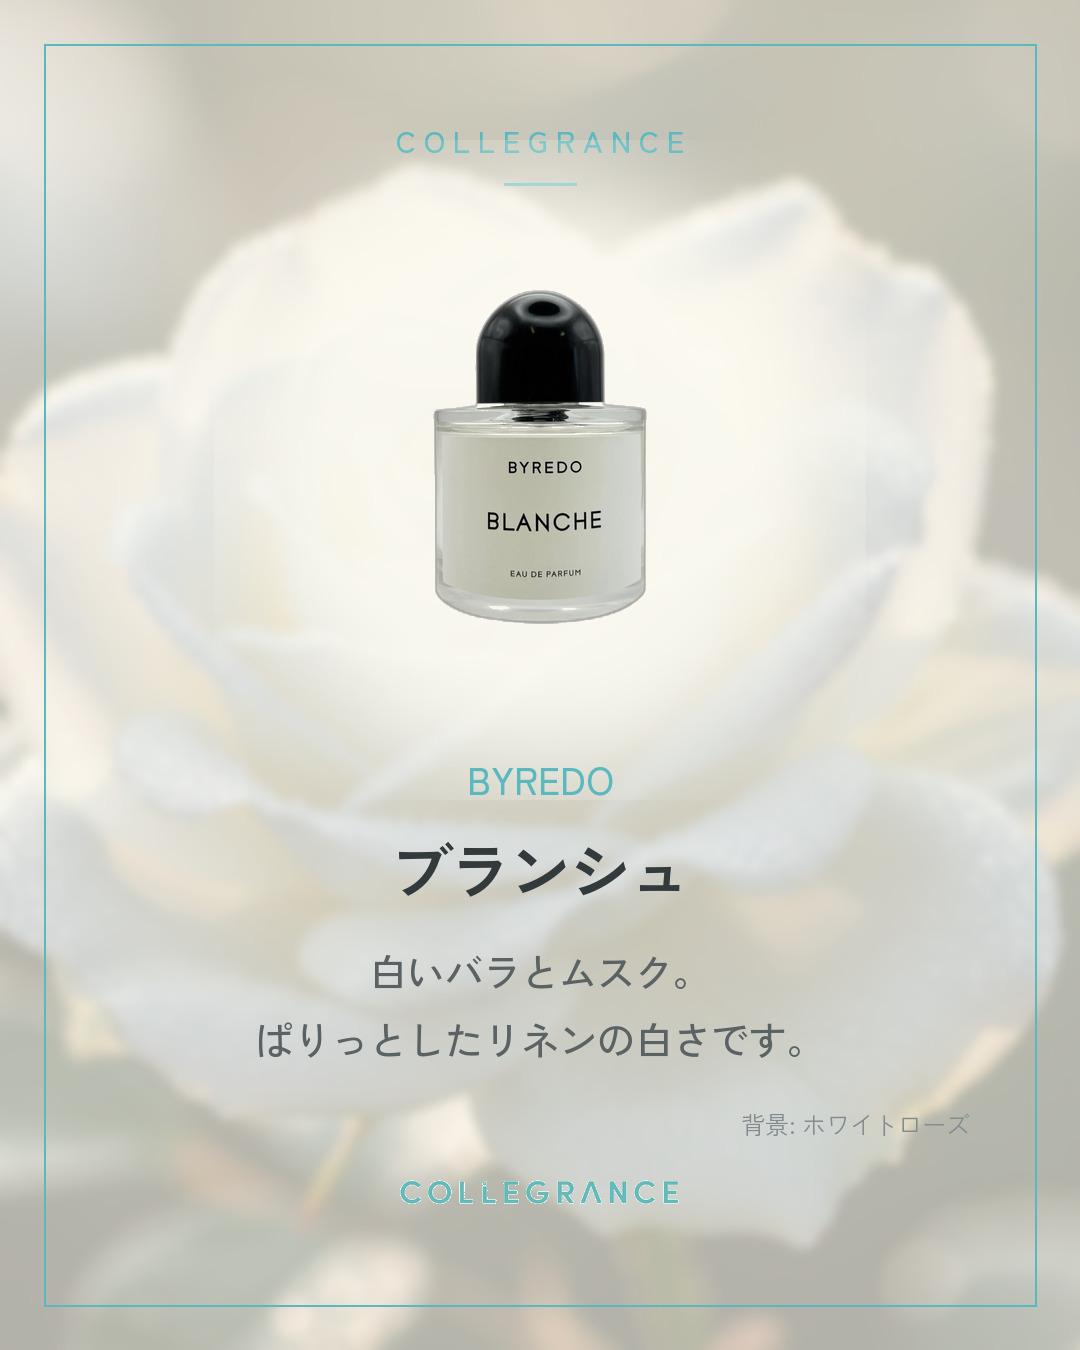 COLLEGRANCE
BYREDO
BLANCHE
EAU DE PARFUM
BYREDO
ブランシュ
白いバラとムスク。
ぱりっとしたリネンの白さです。
背景: ホワイトローズ
COLLEGRANCE